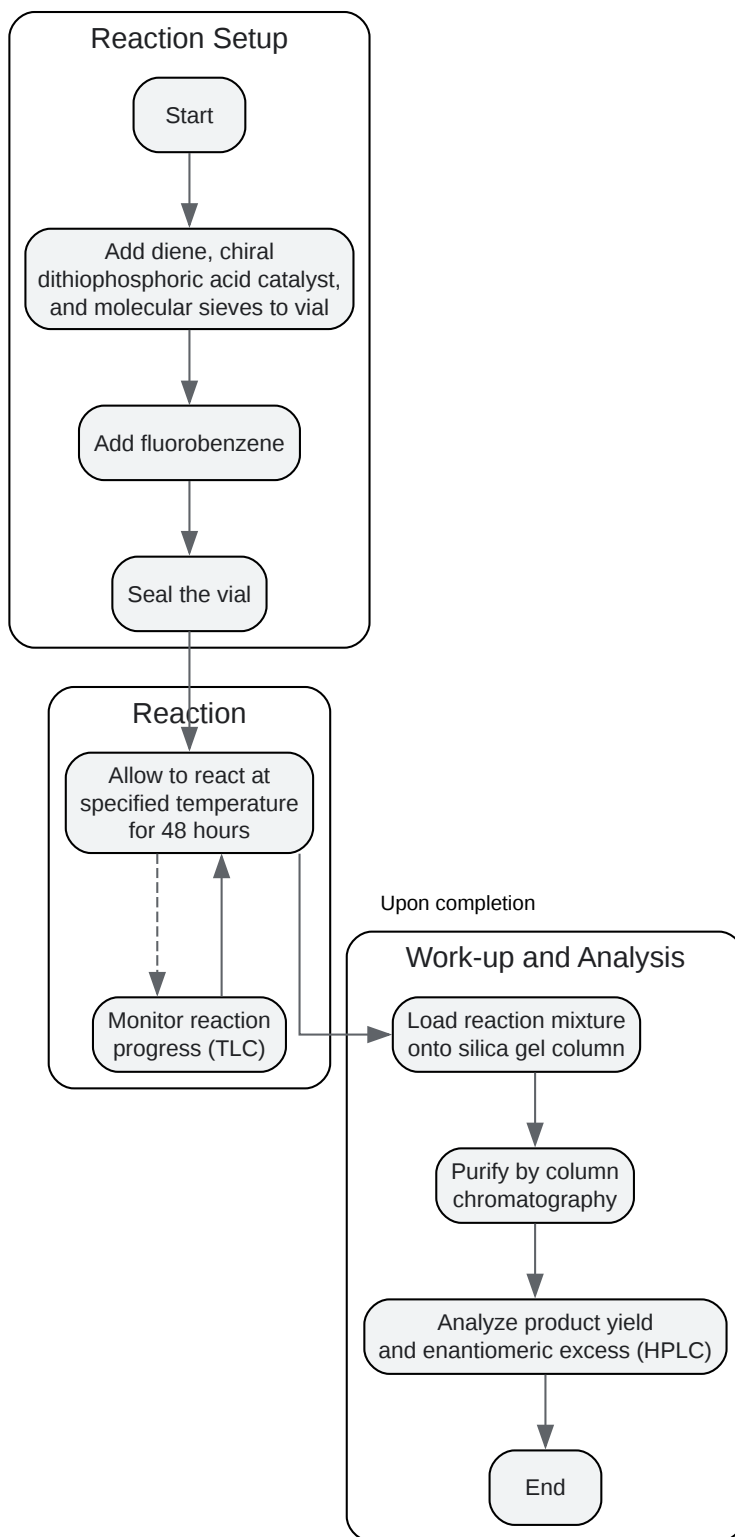 Reaction Setup
Start
Add diene, chiral
dithiophosphoric acid catalyst,
and molecular sieves to vial
Add fluorobenzene
Seal the vial
Reaction
Allow to react at
specified temperature
for 48 hours
Monitor reaction
progress (TLC)
Upon completion
Work-up and Analysis
Load reaction mixture
onto silica gel column
Purify by column
chromatography
Analyze product yield
and enantiomeric excess (HPLC)
End